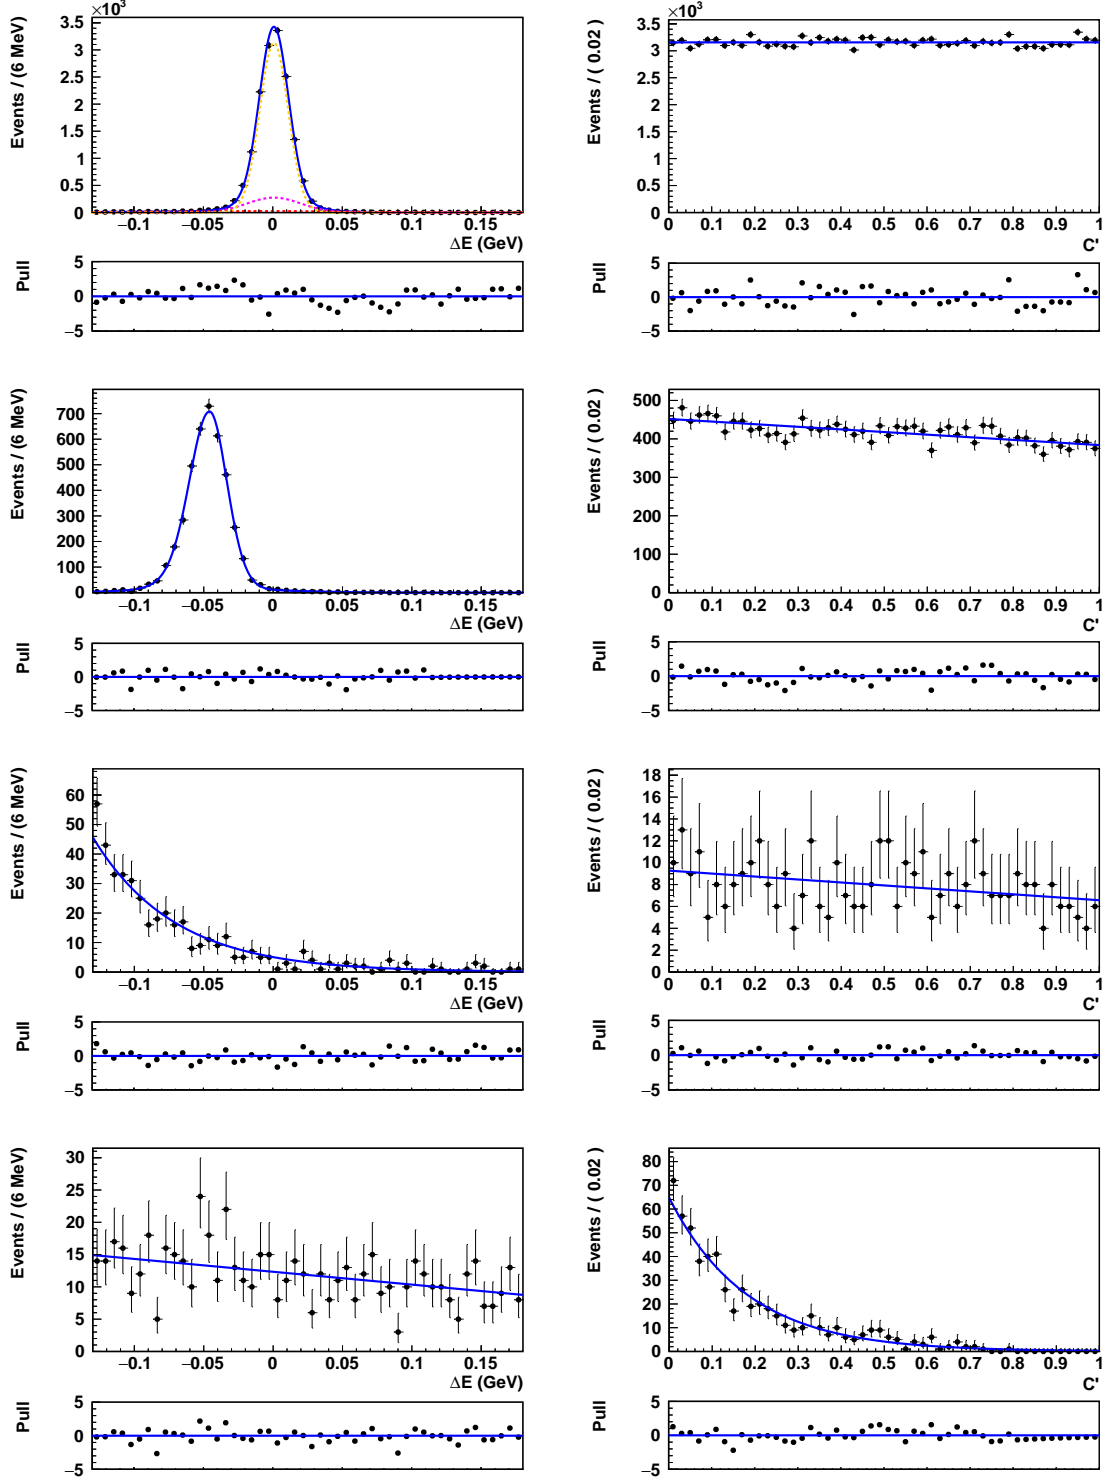 ×10³
Events / (6 MeV)
3.5
3
2.5
2
1.5
1
0.5
0
−0.1 −0.05 0 0.05 0.1 0.15
ΔE (GeV)
Pull
5
0
−5
×10³
Events / ( 0.02 )
3.5
3
2.5
2
1.5
1
0.5
0
0 0.1 0.2 0.3 0.4 0.5 0.6 0.7 0.8 0.9 1
C'
Pull
5
0
−5
Events / (6 MeV)
700
600
500
400
300
200
100
0
−0.1 −0.05 0 0.05 0.1 0.15
ΔE (GeV)
Pull
5
0
−5
Events / ( 0.02 )
500
400
300
200
100
0
0 0.1 0.2 0.3 0.4 0.5 0.6 0.7 0.8 0.9 1
C'
Pull
5
0
−5
Events / (6 MeV)
60
50
40
30
20
10
0
−0.1 −0.05 0 0.05 0.1 0.15
ΔE (GeV)
Pull
5
0
−5
Events / ( 0.02 )
18
16
14
12
10
8
6
4
2
0
0 0.1 0.2 0.3 0.4 0.5 0.6 0.7 0.8 0.9 1
C'
Pull
5
0
−5
Events / (6 MeV)
30
25
20
15
10
5
0
−0.1 −0.05 0 0.05 0.1 0.15
ΔE (GeV)
Pull
5
0
−5
Events / ( 0.02 )
80
70
60
50
40
30
20
10
0
0 0.1 0.2 0.3 0.4 0.5 0.6 0.7 0.8 0.9 1
C'
Pull
5
0
−5